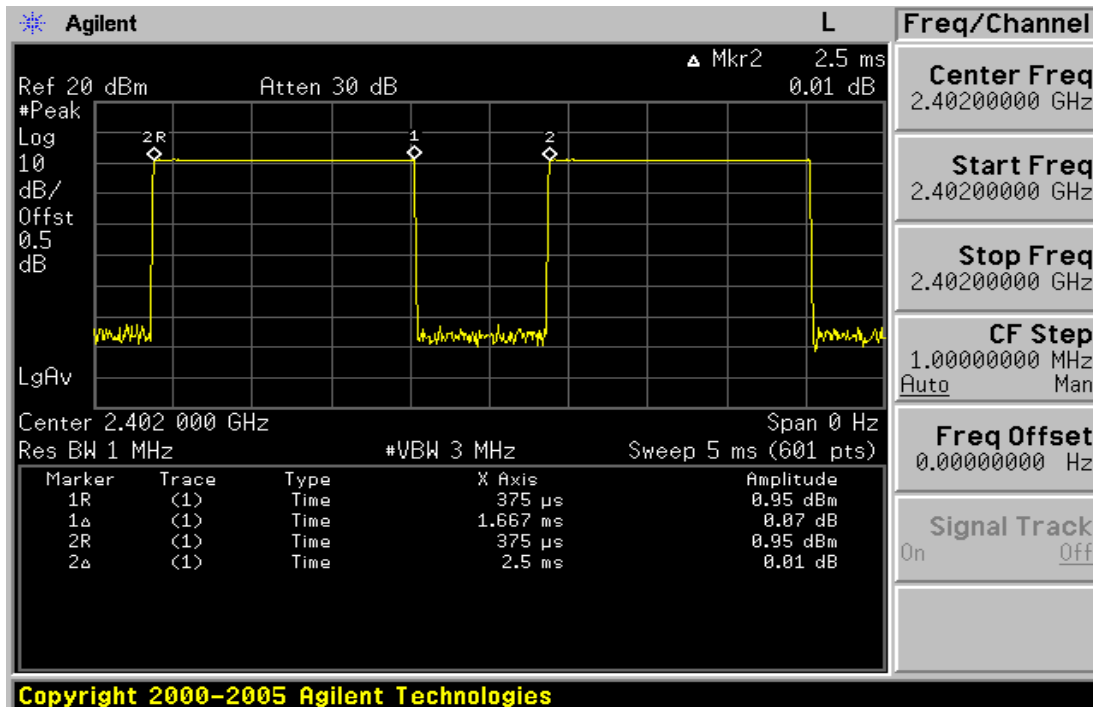 Agilent L Freq/Channel
Δ Mkr2 2.5 ms
Ref 20 dBm Atten 30 dB 0.01 dB
#Peak
Log
10
dB/
Offst
0.5
dB
LgAv
2R 1 2
Center 2.402 000 GHz Span 0 Hz
Res BW 1 MHz #VBW 3 MHz Sweep 5 ms (601 pts)
Marker Trace Type X Axis Amplitude
1R (1) Time 375 µs 0.95 dBm
1Δ (1) Time 1.667 ms 0.07 dB
2R (1) Time 375 µs 0.95 dBm
2Δ (1) Time 2.5 ms 0.01 dB
Center Freq
2.40200000 GHz
Start Freq
2.40200000 GHz
Stop Freq
2.40200000 GHz
CF Step
1.00000000 MHz
Auto Man
Freq Offset
0.00000000 Hz
Signal Track
On Off
Copyright 2000-2005 Agilent Technologies